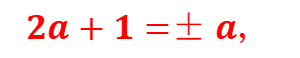 2a + 1 = ± a,